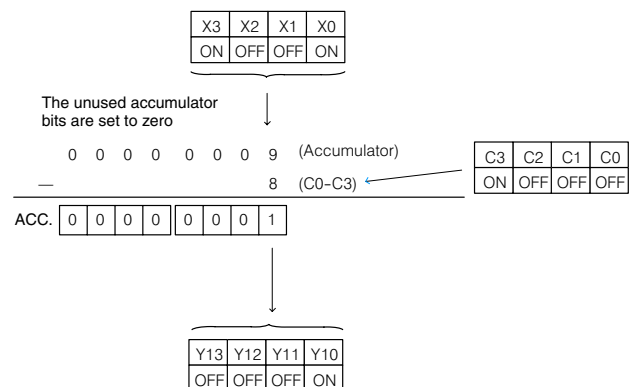 X3 X2 X1 X0
ON OFF OFF ON
The unused accumulator
bits are set to zero
0 0 0 0 0 0 0 9 (Accumulator)
— 8 (C0-C3)
C3 C2 C1 C0
ON OFF OFF OFF
ACC. 0 0 0 0 0 0 0 1
Y13 Y12 Y11 Y10
OFF OFF OFF ON